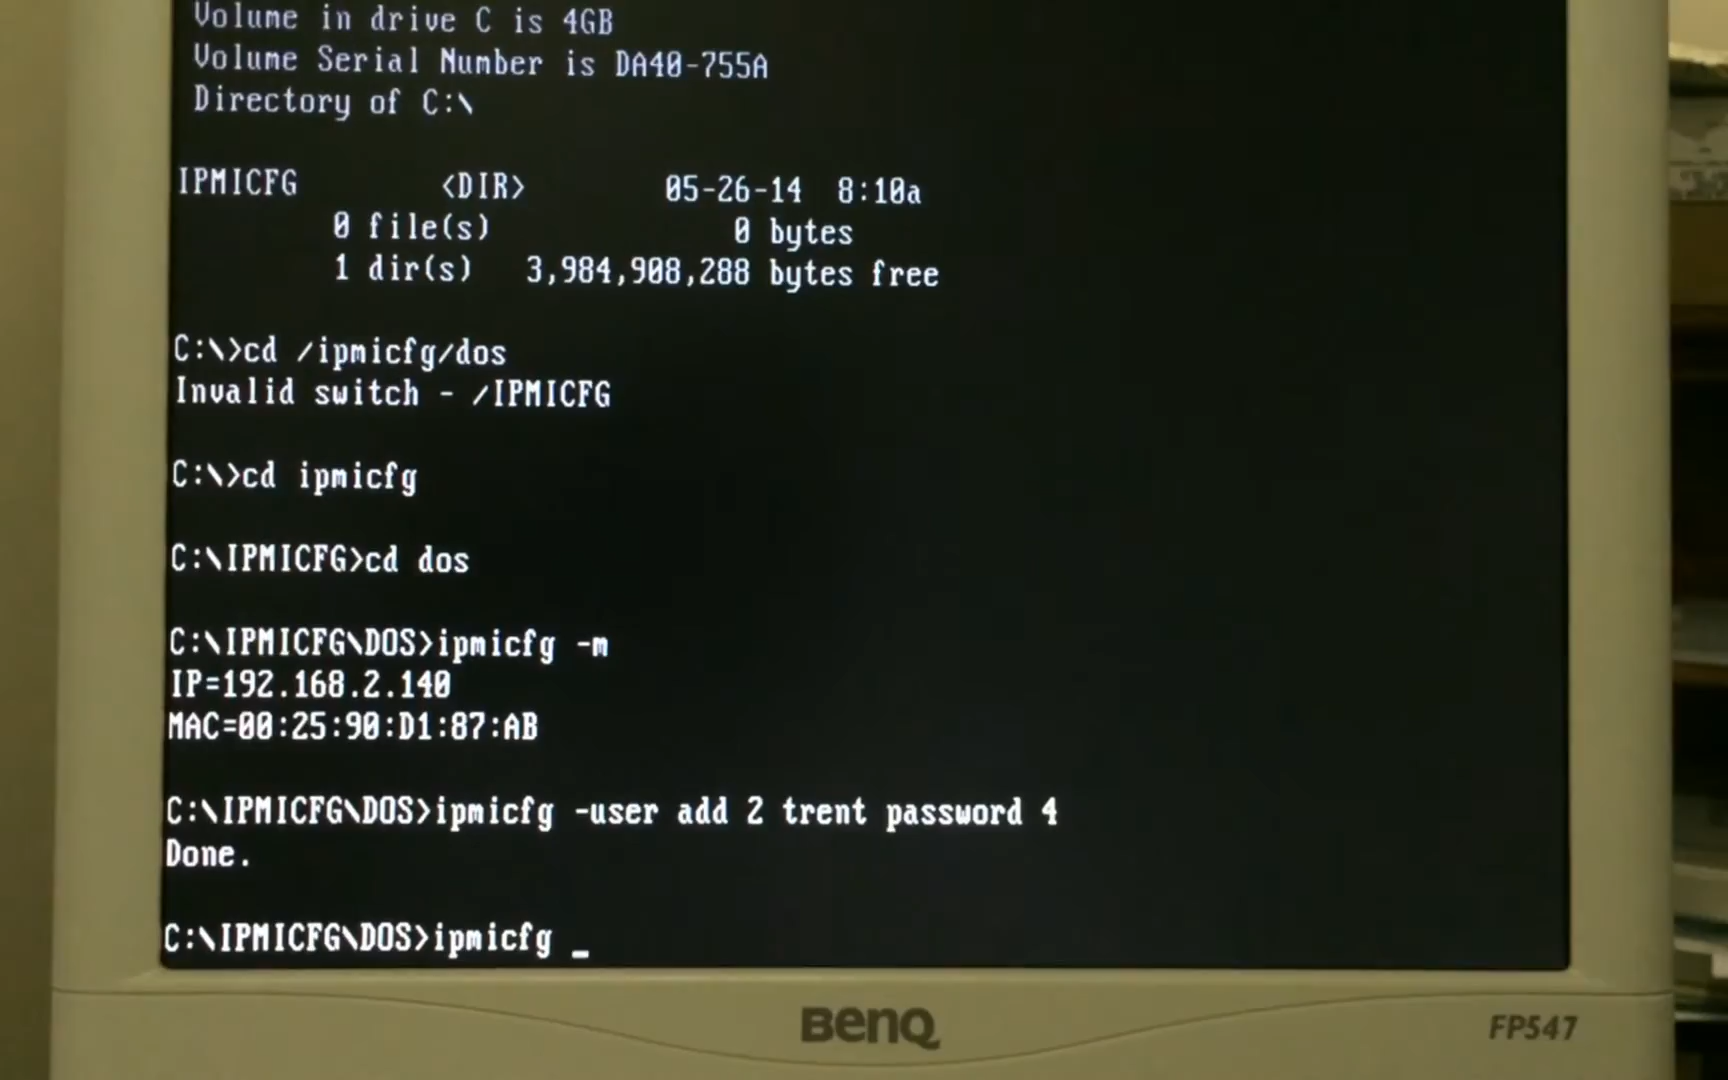 Volume in drive C is 4GB
Volume Serial Number is DA40-755A
Directory of C:\
IPMICFG <DIR> 05-26-14 8:10a
0 file(s) 0 bytes
1 dir(s) 3,984,908,288 bytes free
C:\>cd /ipmicfg/dos
Invalid switch - /IPMICFG
C:\>cd ipmicfg
C:\IPMICFG>cd dos
C:\IPMICFG\DOS>ipmicfg -m
IP=192.168.2.140
MAC=00:25:90:D1:87:AB
C:\IPMICFG\DOS>ipmicfg -user add 2 trent password 4
Done.
C:\IPMICFG\DOS>ipmicfg _
BenQ
FP547